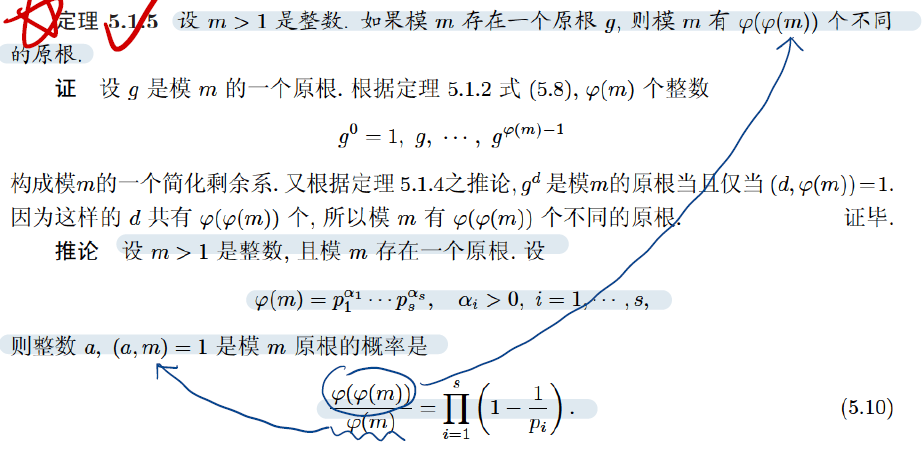 定理 5.1.5 设 m > 1 是整数. 如果模 m 存在一个原根 g, 则模 m 有 φ(φ(m)) 个不同
的原根.
证 设 g 是模 m 的一个原根. 根据定理 5.1.2 式 (5.8), φ(m) 个整数
g^0 = 1, g, ⋯, g^{φ(m)−1}
构成模m的一个简化剩余系. 又根据定理 5.1.4之推论, g^d 是模m的原根当且仅当 (d, φ(m))=1.
因为这样的 d 共有 φ(φ(m)) 个, 所以模 m 有 φ(φ(m)) 个不同的原根. 证毕.
推论 设 m > 1 是整数, 且模 m 存在一个原根. 设
φ(m) = p_1^{α_1} ⋯ p_s^{α_s}, α_i > 0, i = 1, ⋯, s,
则整数 a, (a, m) = 1 是模 m 原根的概率是
φ(φ(m))/φ(m) = ∏_{i=1}^{s} (1 − 1/p_i). (5.10)